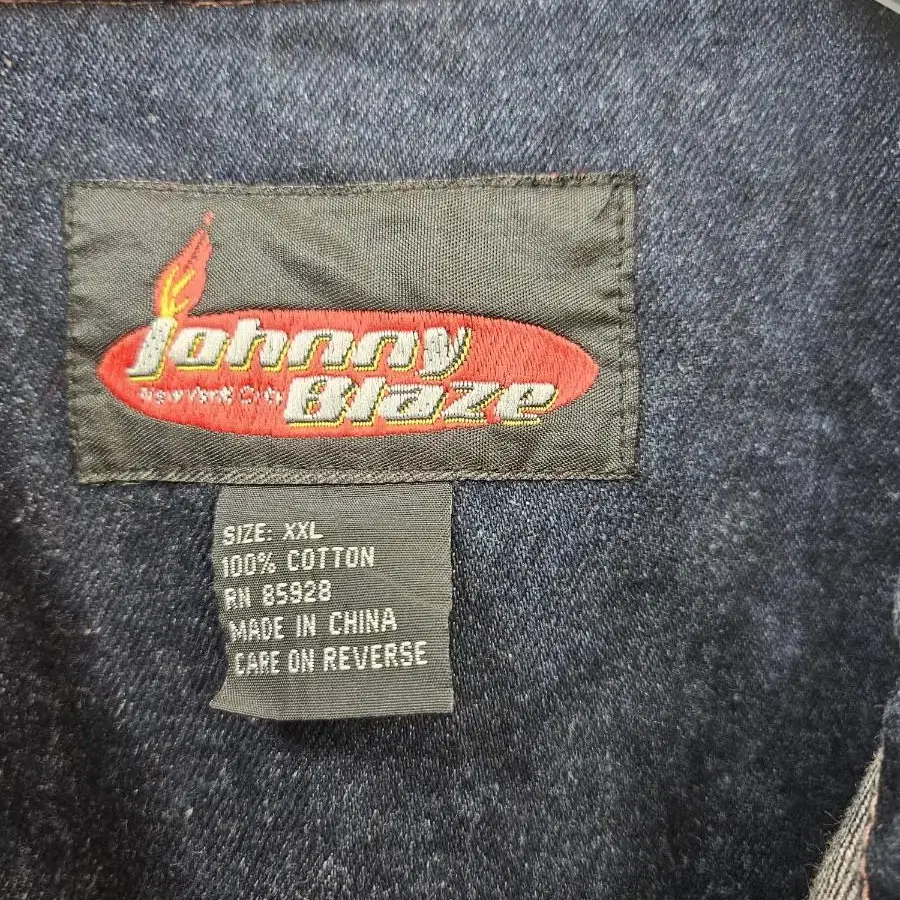 Johnny
New York City Blaze
SIZE: XXL
100% COTTON
RN 85928
MADE IN CHINA
CARE ON REVERSE